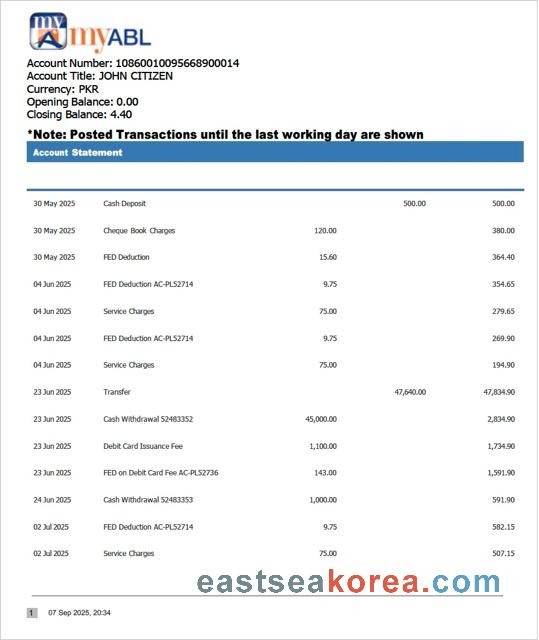 my
myABL
Account Number: 10860010095668900014
Account Title: JOHN CITIZEN
Currency: PKR
Opening Balance: 0.00
Closing Balance: 4.40
*Note: Posted Transactions until the last working day are shown
Account Statement
30 May 2025 Cash Deposit 500.00 500.00
30 May 2025 Cheque Book Charges 120.00 380.00
30 May 2025 FED Deduction 15.60 364.40
04 Jun 2025 FED Deduction AC-PL52714 9.75 354.65
04 Jun 2025 Service Charges 75.00 279.65
04 Jun 2025 FED Deduction AC-PL52714 9.75 269.90
04 Jun 2025 Service Charges 75.00 194.90
23 Jun 2025 Transfer 47,640.00 47,834.90
23 Jun 2025 Cash Withdrawal 52483352 45,000.00 2,834.90
23 Jun 2025 Debit Card Issuance Fee 1,100.00 1,734.90
23 Jun 2025 FED on Debit Card Fee AC-PL52736 143.00 1,591.90
24 Jun 2025 Cash Withdrawal 52483353 1,000.00 591.90
02 Jul 2025 FED Deduction AC-PL52714 9.75 582.15
02 Jul 2025 Service Charges 75.00 507.15
eastseakorea.com
1 07 Sep 2025, 20:34